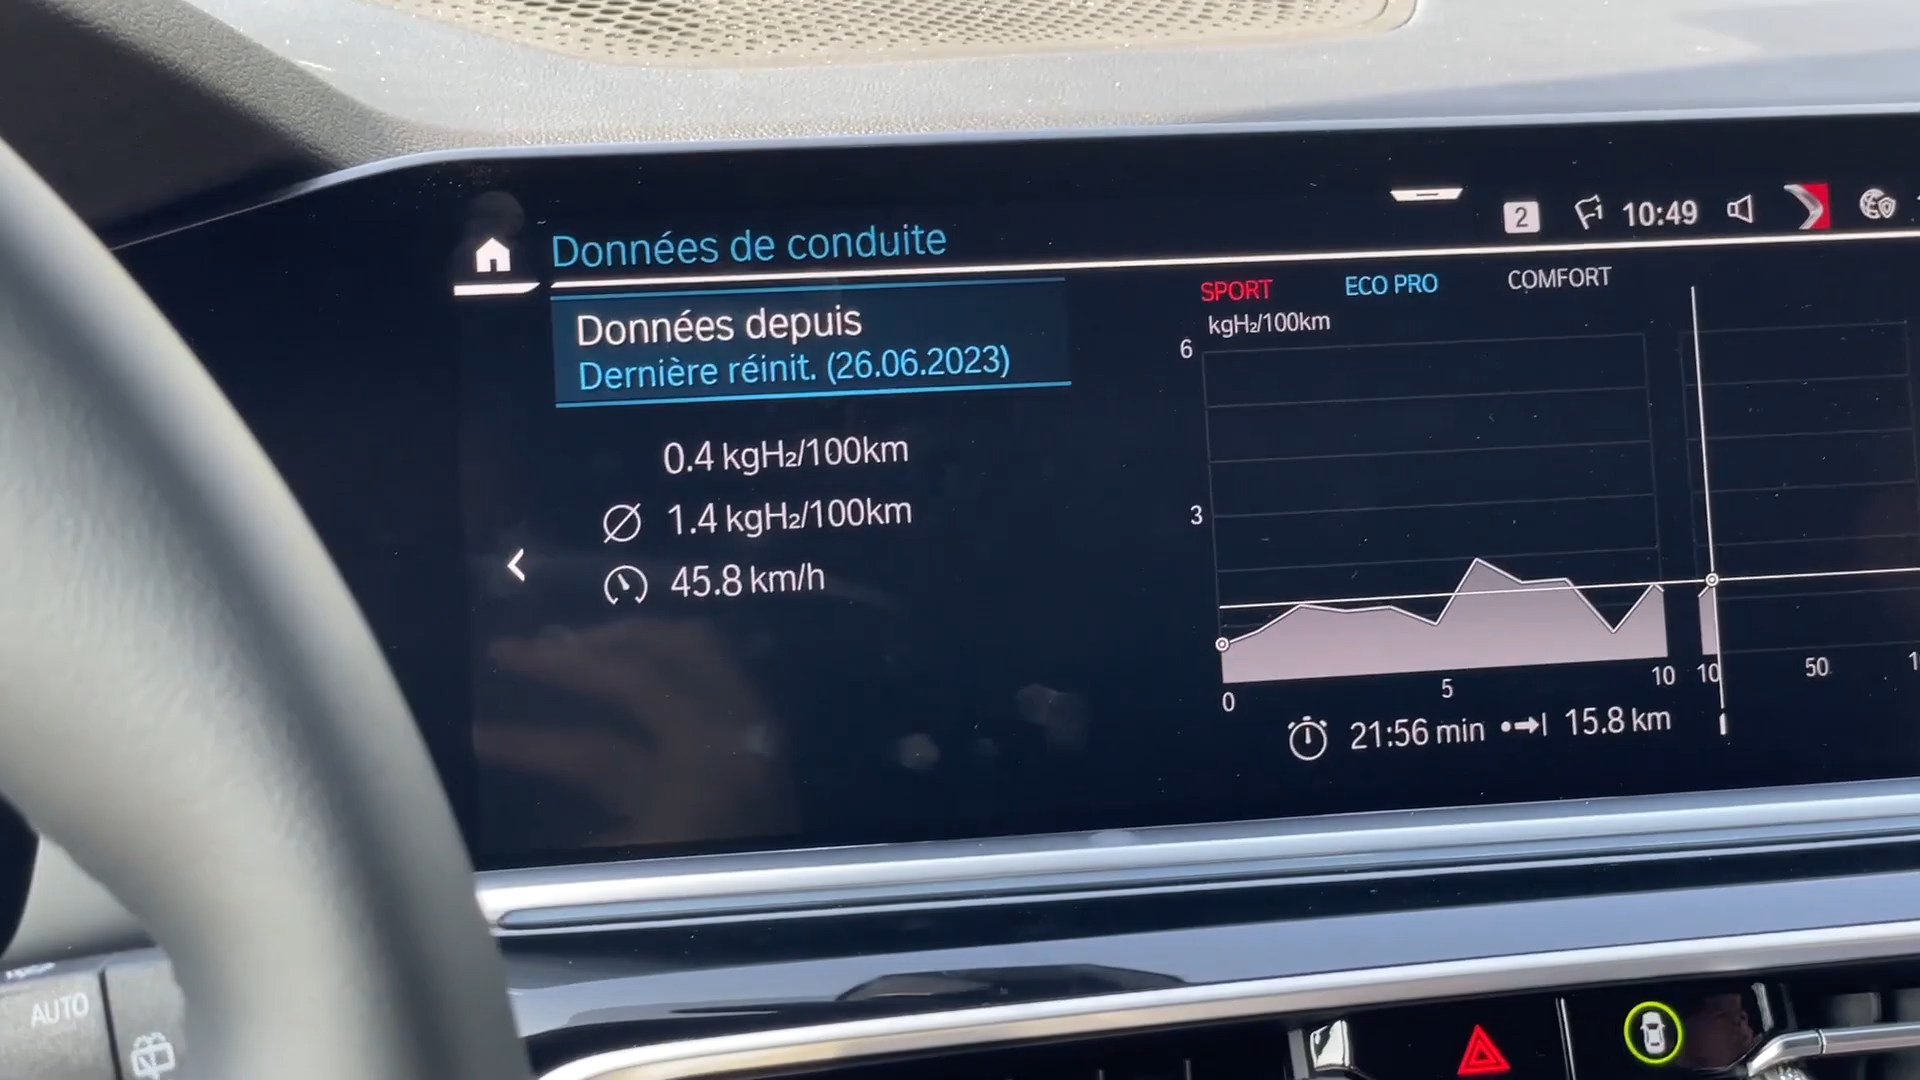 2 10:49
Données de conduite
Données depuis
Dernière réinit. (26.06.2023)
0.4 kgH₂/100km
1.4 kgH₂/100km
45.8 km/h
SPORT ECO PRO COMFORT
kgH₂/100km
6
3
0 5 10 10 50
21:56 min 15.8 km
AUTO